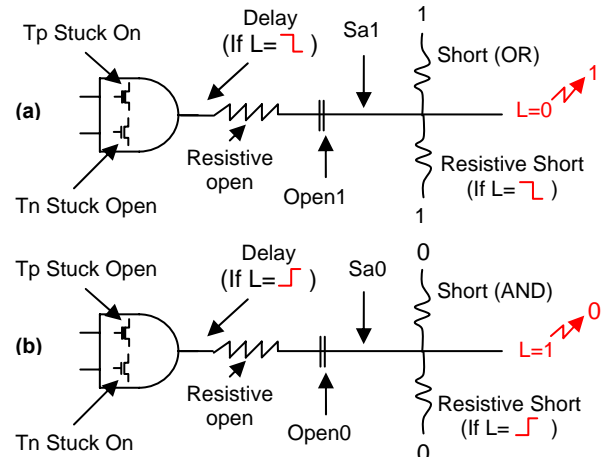 Tp Stuck On
Delay
(If L= )
Sa1
1
Short (OR)
(a)
L=0
1
Resistive
open
Open1
Resistive Short
(If L= )
Tn Stuck Open
1
Tp Stuck Open
Delay
(If L= )
Sa0
0
Short (AND)
(b)
L=1
0
Resistive
open
Open0
Resistive Short
(If L= )
Tn Stuck On
0